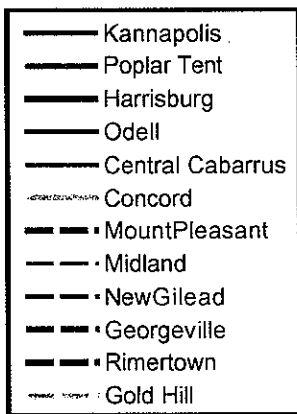 Kannapolis
Poplar Tent
Harrisburg
Odell
Central Cabarrus
Concord
MountPleasant
Midland
NewGilead
Georgeville
Rimertown
Gold Hill